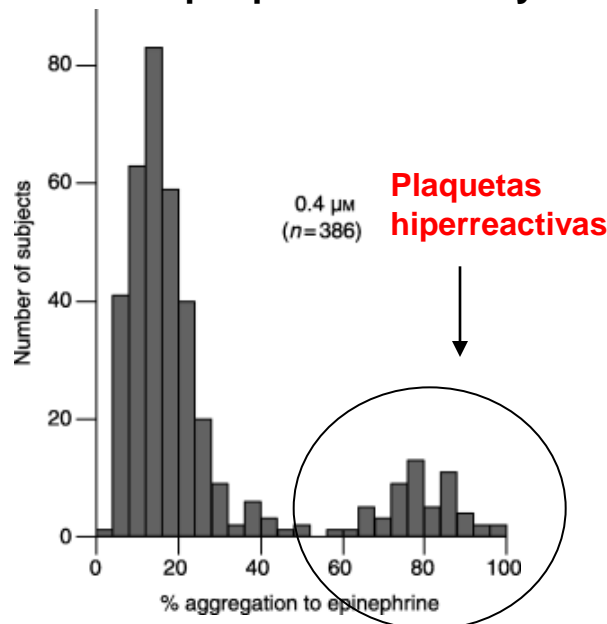 80
60
40
20
0
Number of subjects
0.4 µM
(n=386)
Plaquetas
hiperreactivas
0 20 40 60 80 100
% aggregation to epinephrine